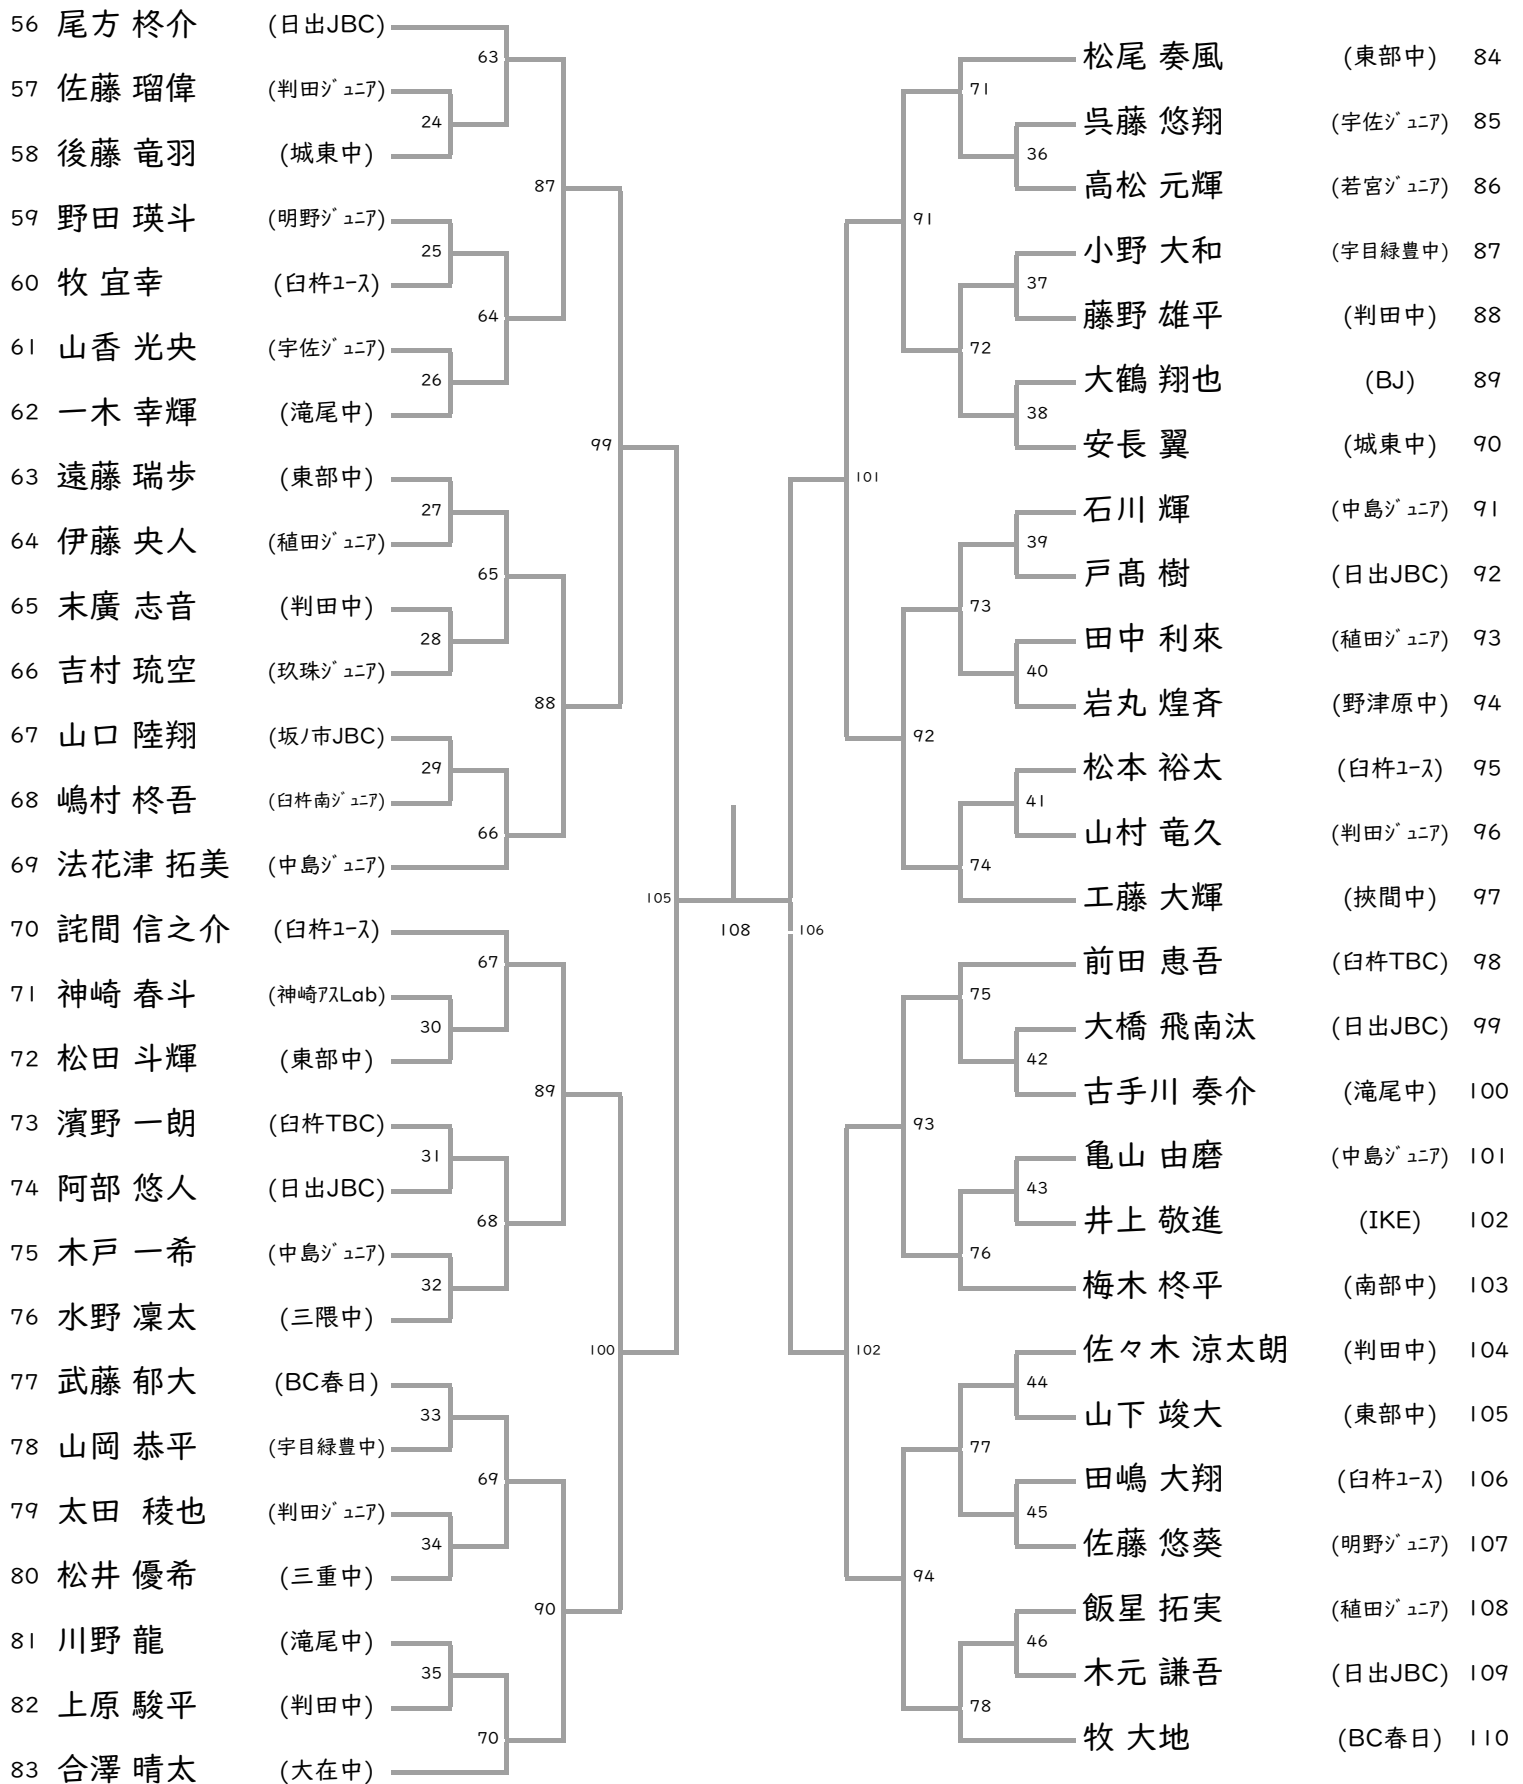 56 尾方 柊介 (日出JBC)
57 佐藤 瑠偉 (判田ｼﾞｭﾆｱ)
58 後藤 竜羽 (城東中)
59 野田 瑛斗 (明野ｼﾞｭﾆｱ)
60 牧 宜幸 (臼杵ﾕｰｽ)
61 山香 光央 (宇佐ｼﾞｭﾆｱ)
62 一木 幸輝 (滝尾中)
63 遠藤 瑞歩 (東部中)
64 伊藤 央人 (稙田ｼﾞｭﾆｱ)
65 末廣 志音 (判田中)
66 吉村 琉空 (玖珠ｼﾞｭﾆｱ)
67 山口 陸翔 (坂ﾉ市JBC)
68 嶋村 柊吾 (臼杵南ｼﾞｭﾆｱ)
69 法花津 拓美 (中島ｼﾞｭﾆｱ)
70 詫間 信之介 (臼杵ﾕｰｽ)
71 神崎 春斗 (神崎ｱｽLab)
72 松田 斗輝 (東部中)
73 濱野 一朗 (臼杵TBC)
74 阿部 悠人 (日出JBC)
75 木戸 一希 (中島ｼﾞｭﾆｱ)
76 水野 凜太 (三隈中)
77 武藤 郁大 (BC春日)
78 山岡 恭平 (宇目緑豊中)
79 太田 稜也 (判田ｼﾞｭﾆｱ)
80 松井 優希 (三重中)
81 川野 龍 (滝尾中)
82 上原 駿平 (判田中)
83 合澤 晴太 (大在中)
24
25
26
27
28
29
30
31
32
33
34
35
63
64
65
66
67
68
69
70
87
88
89
90
99
100
105
108
106
101
102
91
92
93
94
71
72
73
74
75
76
77
78
36
37
38
39
40
41
42
43
44
45
46
松尾 奏風 (東部中) 84
呉藤 悠翔 (宇佐ｼﾞｭﾆｱ) 85
高松 元輝 (若宮ｼﾞｭﾆｱ) 86
小野 大和 (宇目緑豊中) 87
藤野 雄平 (判田中) 88
大鶴 翔也 (BJ) 89
安長 翼 (城東中) 90
石川 輝 (中島ｼﾞｭﾆｱ) 91
戸髙 樹 (日出JBC) 92
田中 利來 (稙田ｼﾞｭﾆｱ) 93
岩丸 煌斉 (野津原中) 94
松本 裕太 (臼杵ﾕｰｽ) 95
山村 竜久 (判田ｼﾞｭﾆｱ) 96
工藤 大輝 (挾間中) 97
前田 恵吾 (臼杵TBC) 98
大橋 飛南汰 (日出JBC) 99
古手川 奏介 (滝尾中) 100
亀山 由磨 (中島ｼﾞｭﾆｱ) 101
井上 敬進 (IKE) 102
梅木 柊平 (南部中) 103
佐々木 涼太朗 (判田中) 104
山下 竣大 (東部中) 105
田嶋 大翔 (臼杵ﾕｰｽ) 106
佐藤 悠葵 (明野ｼﾞｭﾆｱ) 107
飯星 拓実 (稙田ｼﾞｭﾆｱ) 108
木元 謙吾 (日出JBC) 109
牧 大地 (BC春日) 110